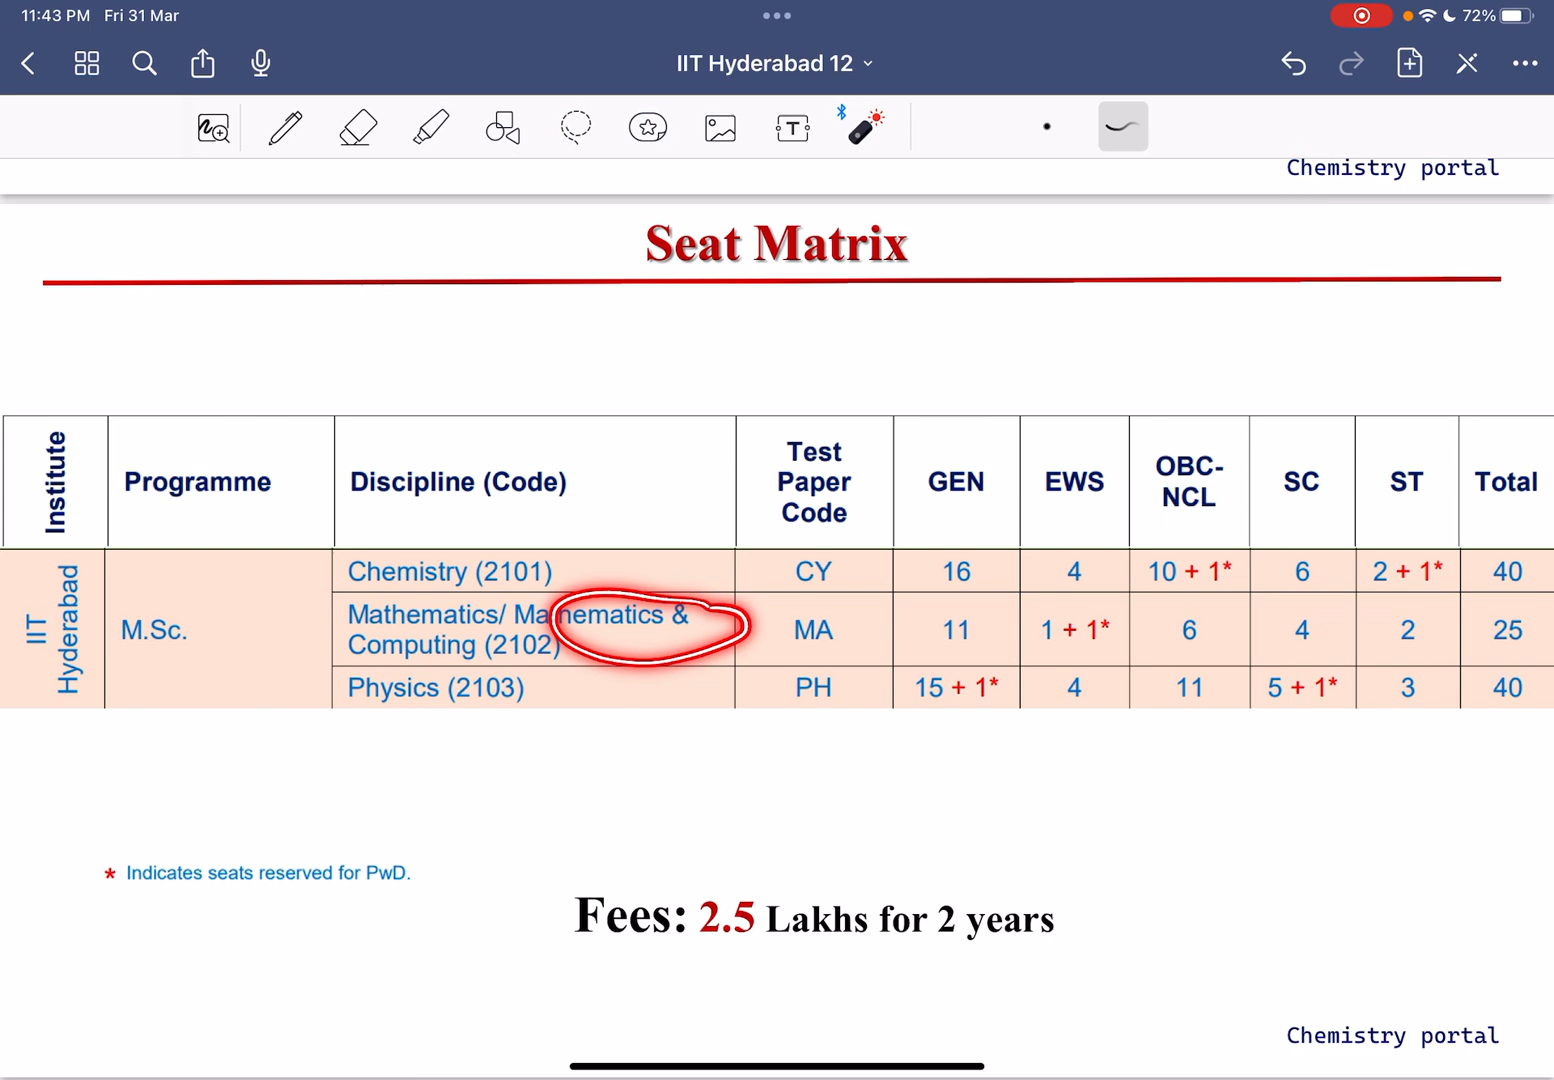 11:43 PM Fri 31 Mar
72%
IIT Hyderabad 12
T
Chemistry portal
Seat Matrix
Institute Programme Discipline (Code) Test Paper Code GEN EWS OBC-NCL SC ST Total
IIT Hyderabad M.Sc. Chemistry (2101) CY 16 4 10 + 1* 6 2 + 1* 40
Mathematics/ Mathematics & Computing (2102) MA 11 1 + 1* 6 4 2 25
Physics (2103) PH 15 + 1* 4 11 5 + 1* 3 40
* Indicates seats reserved for PwD.
Fees: 2.5 Lakhs for 2 years
Chemistry portal